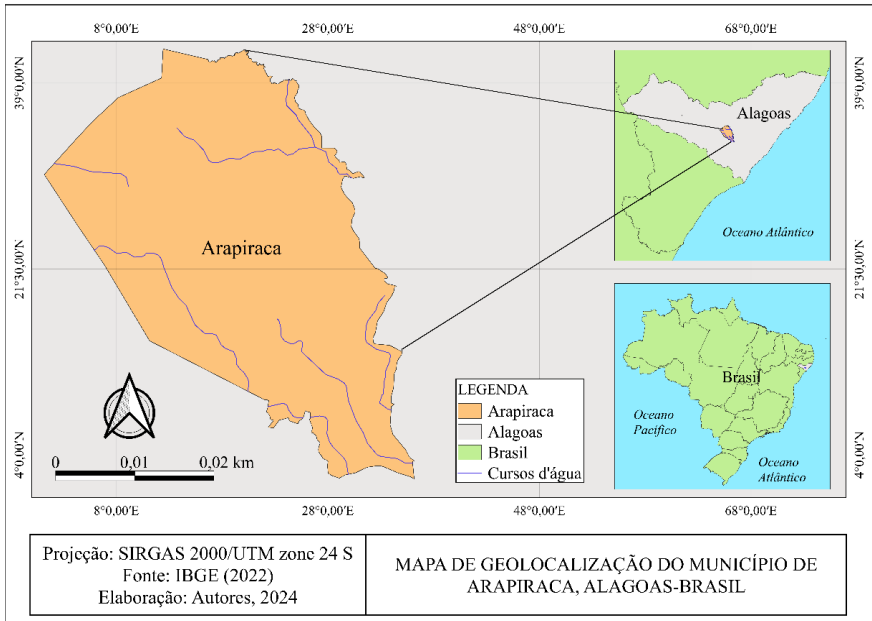 8°0,00'E 28°0,00'E 48°0,00'E 68°0,00'E
39°0,00'N
39°0,00'N
Alagoas
Oceano Atlântico
Arapiraca
21°30,00'N
21°30,00'N
Brasil
Oceano
Pacífico
Oceano
Atlântico
LEGENDA
Arapiraca
Alagoas
Brasil
Cursos d'água
0 0,01 0,02 km
4°0,00'N
4°0,00'N
8°0,00'E 28°0,00'E 48°0,00'E 68°0,00'E
Projeção: SIRGAS 2000/UTM zone 24 S
Fonte: IBGE (2022)
Elaboração: Autores, 2024
MAPA DE GEOLOCALIZAÇÃO DO MUNICÍPIO DE
ARAPIRACA, ALAGOAS-BRASIL